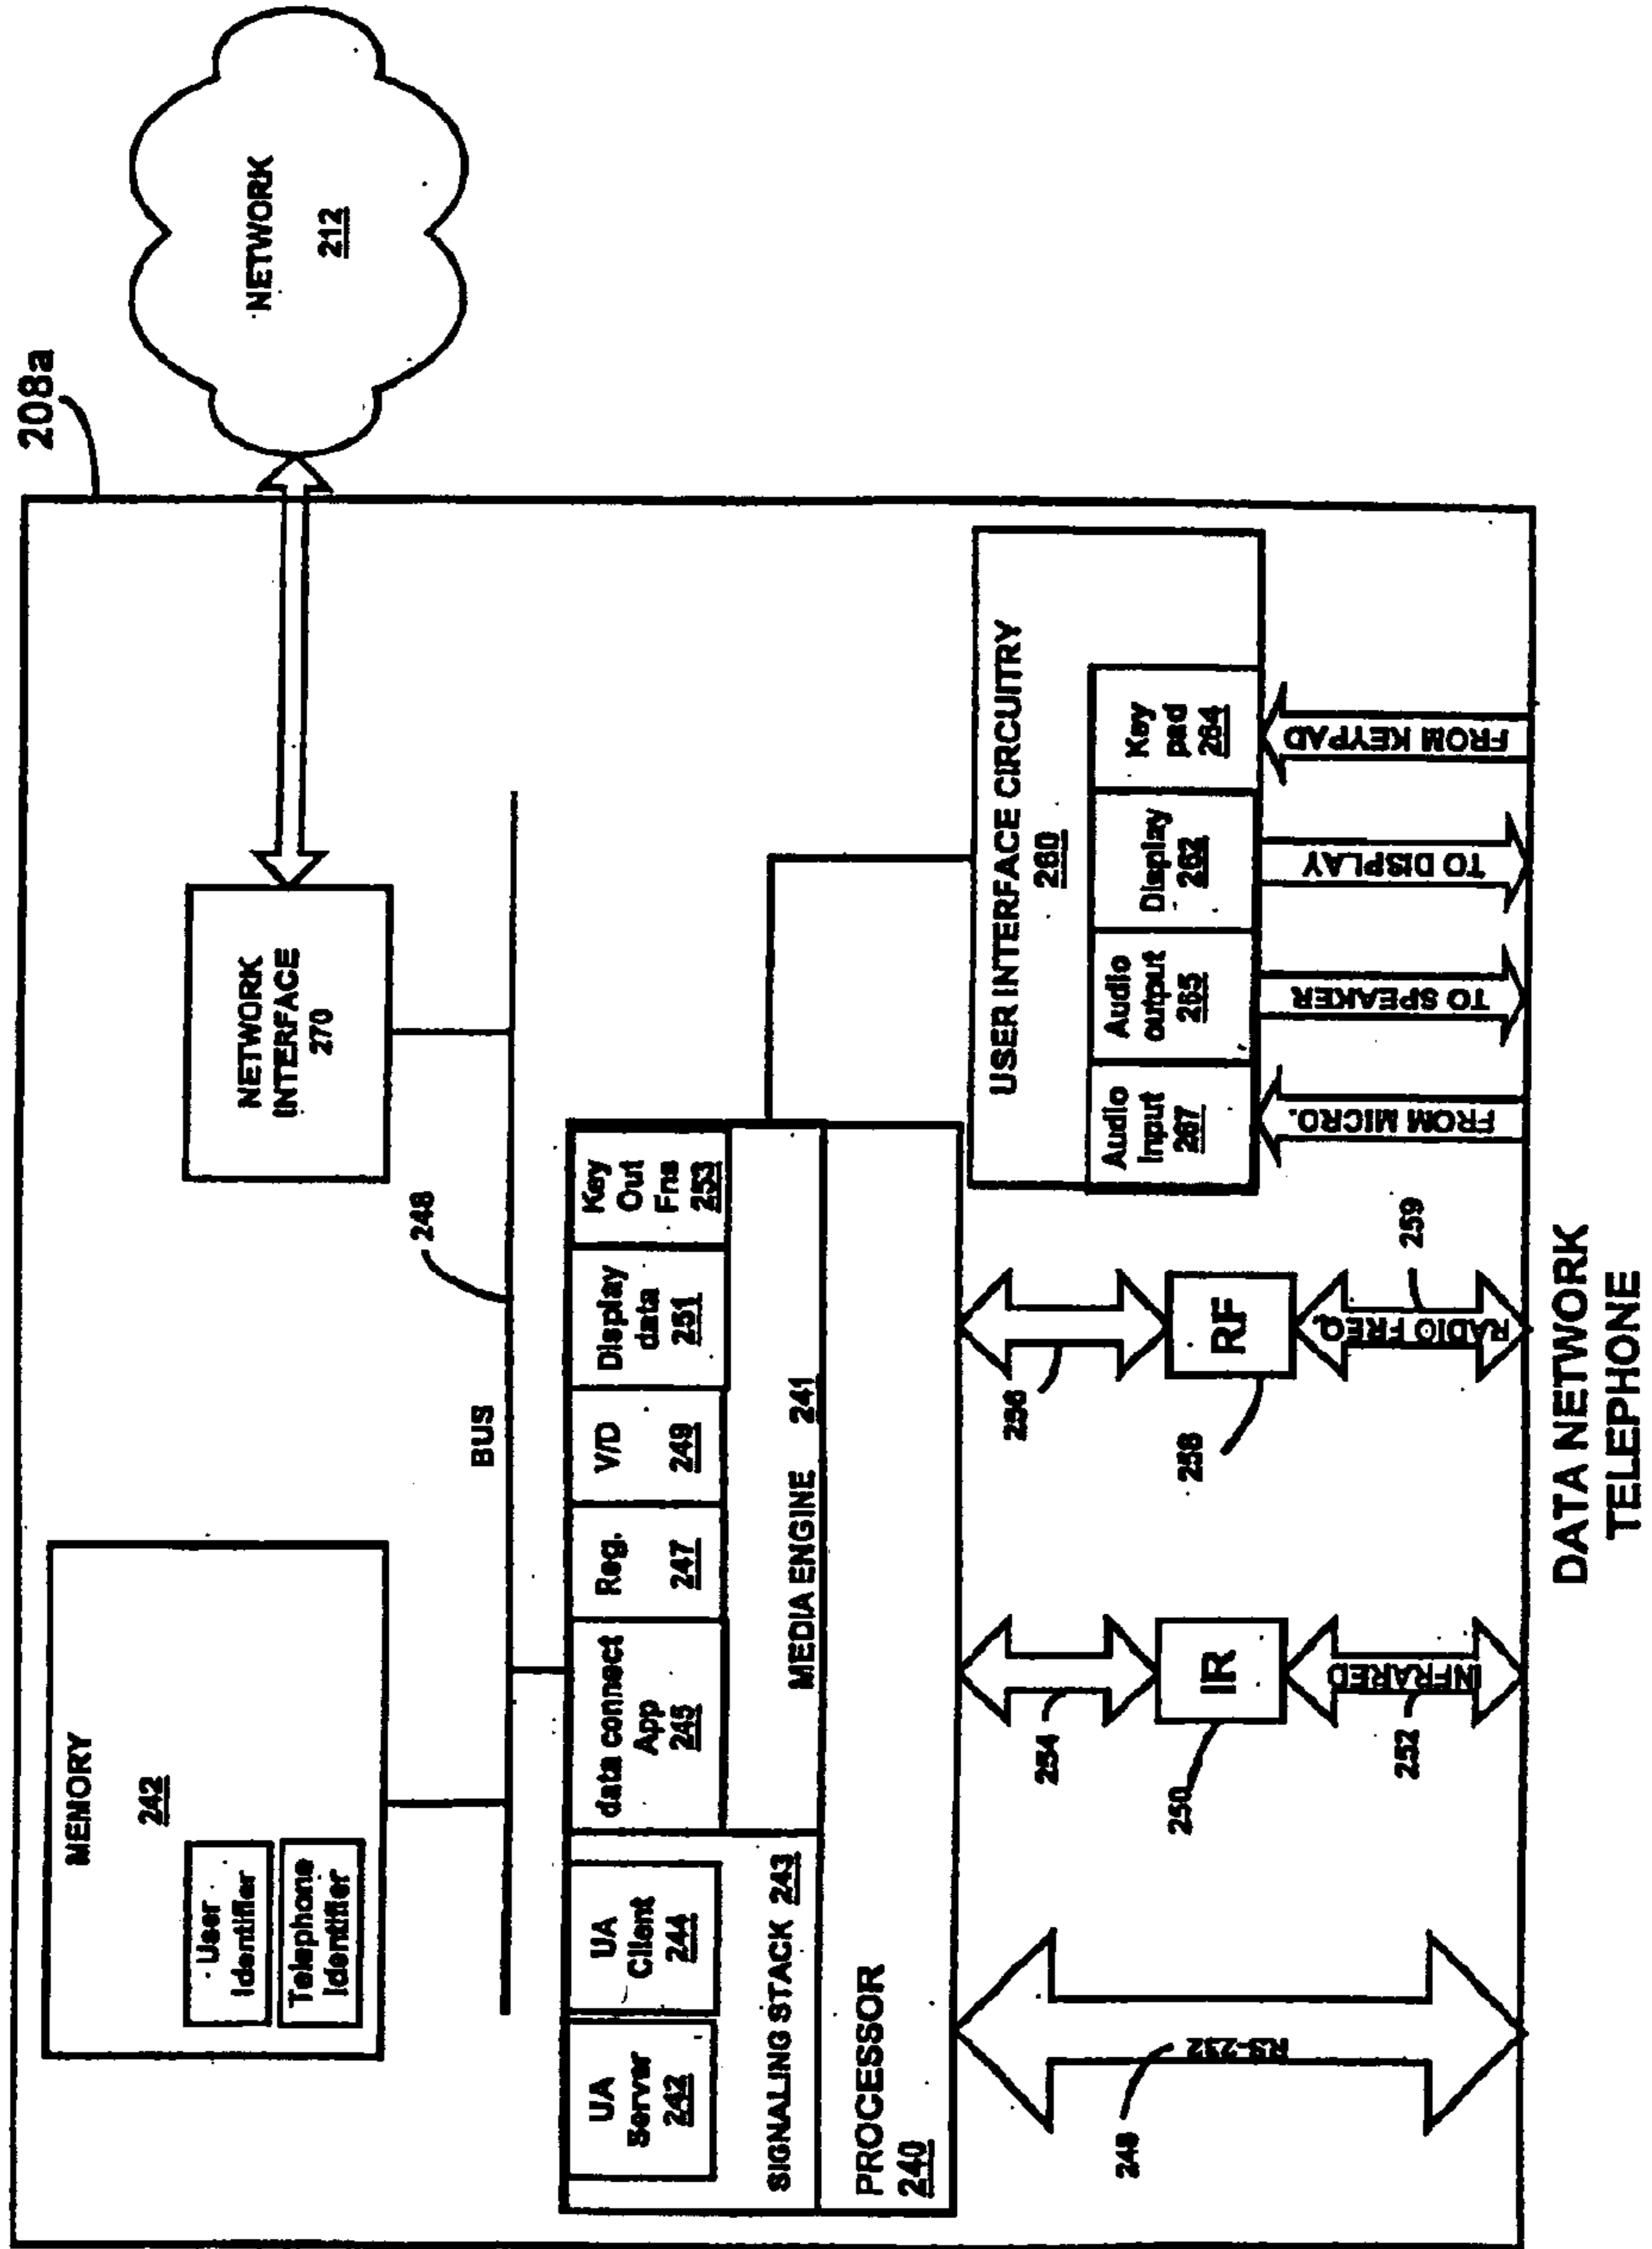 208a
NETWORK
212
NETWORK
INTERFACE
270
MEMORY
242
User
Identifier
Telephone
Identifier
BUS
248
UA
Server
242
UA
Client
244
SIGNALING STACK 243
data connect
App
245
Reg.
247
V/D
249
Display
data
251
Key
Out
Fns
253
MEDIA ENGINE 241
PROCESSOR
240
USER INTERFACE CIRCUITRY
260
Audio
Input
267
Audio
output
265
Display
262
Key
pad
264
FROM MICRO.
TO SPEAKER
TO DISPLAY
FROM KEYPAD
RS-232
254
IR
250
INFRARED
252
256
RF
258
RADIO FREQ.
259
DATA NETWORK
TELEPHONE